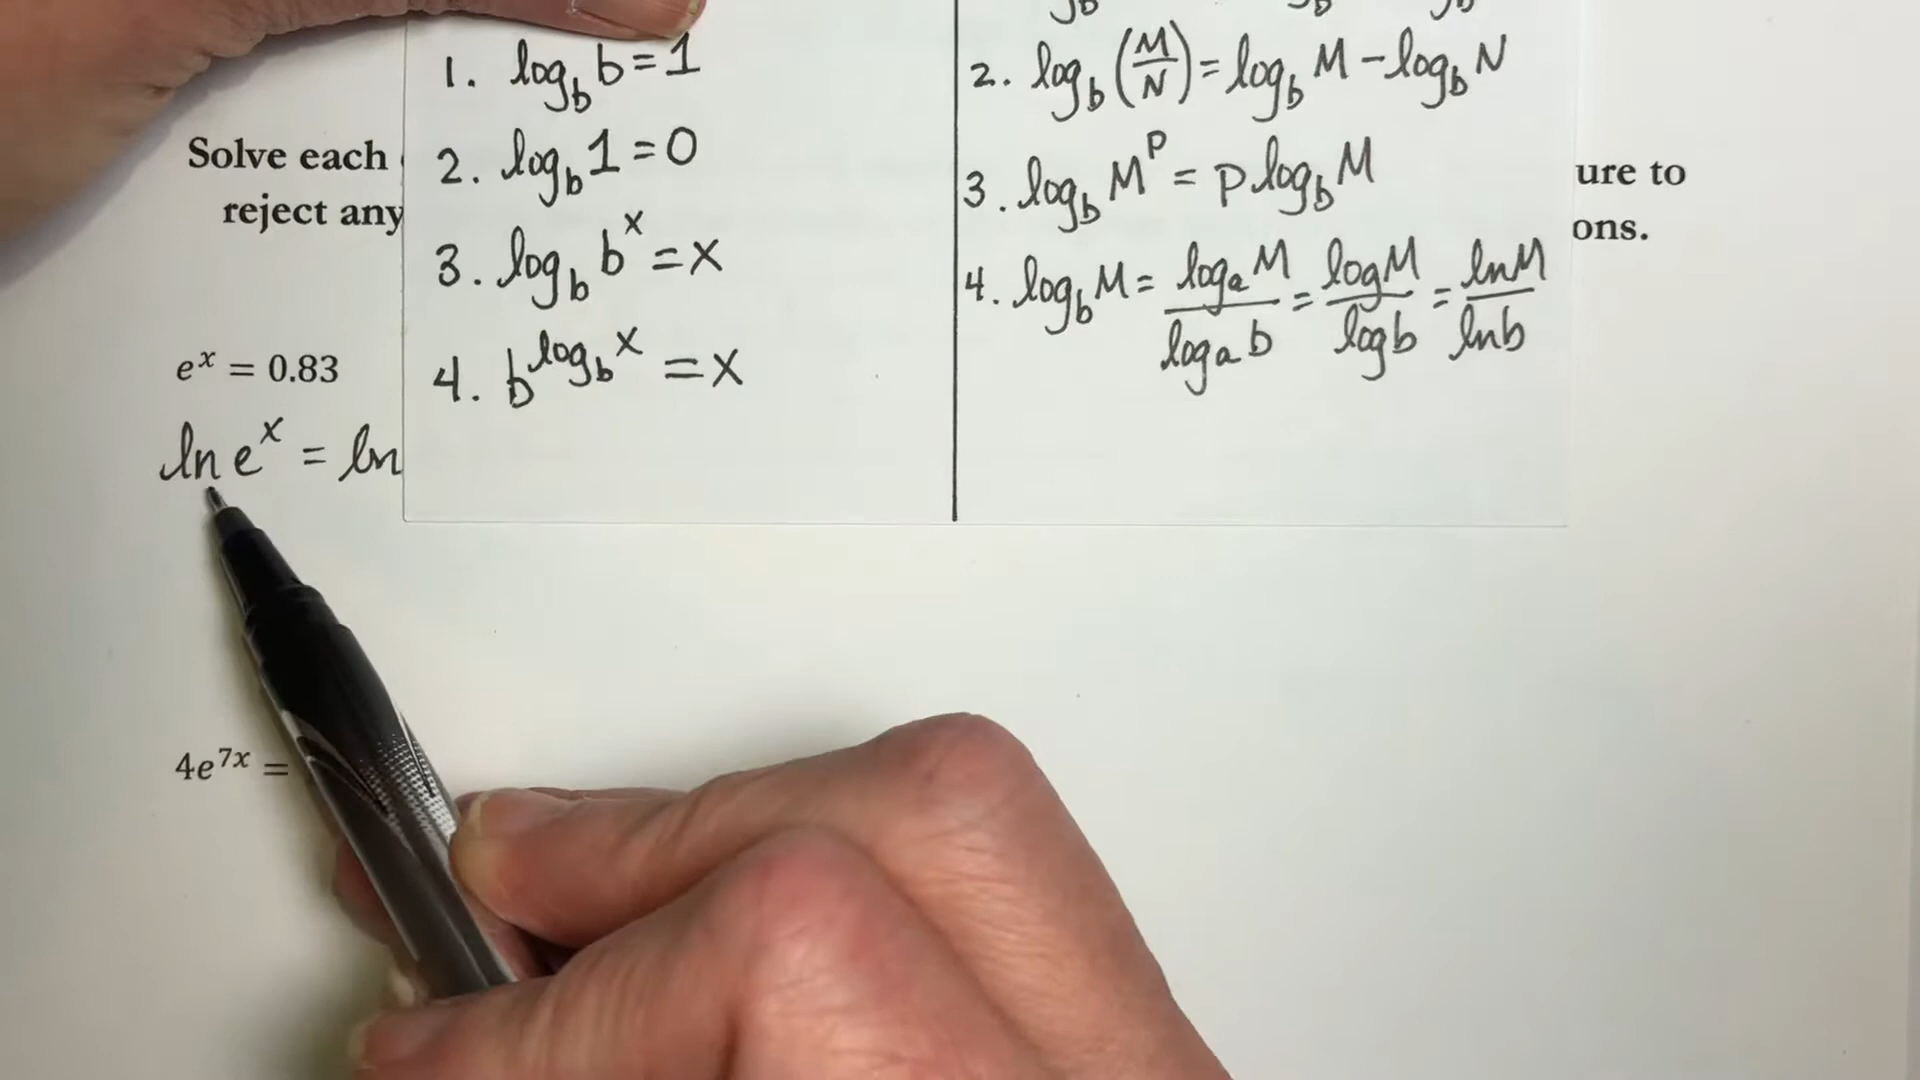 Solve each
reject any
e^x = 0.83
ln e^x = ln
4e^{7x} =
1. log_b b = 1
2. log_b 1 = 0
3. log_b b^x = x
4. b^{log_b x} = x
2. log_b (M/N) = log_b M - log_b N
3. log_b M^p = p log_b M
4. log_b M = log_a M / log_a b = log M / log b = ln M / ln b
ure to
ons.